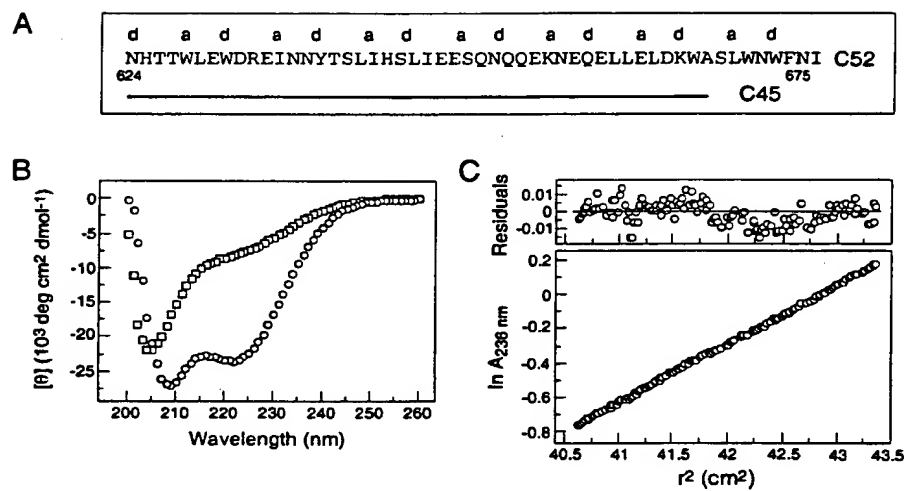 A
d a d a d a d a d a d a d a d
NHTTWLEWDREINNYTSLIHSLIEESQNQQEKNEQELLELDKWASLWNWFNI C52
624 675
C45
B
[θ] (10³ deg cm2 dmol-1)
0
-5
-10
-15
-20
-25
200 210 220 230 240 250 260
Wavelength (nm)
C
Residuals
0.01
0
-0.01
ln A236 nm
0.2
0
-0.2
-0.4
-0.6
-0.8
40.5 41 41.5 42 42.5 43 43.5
r² (cm²)